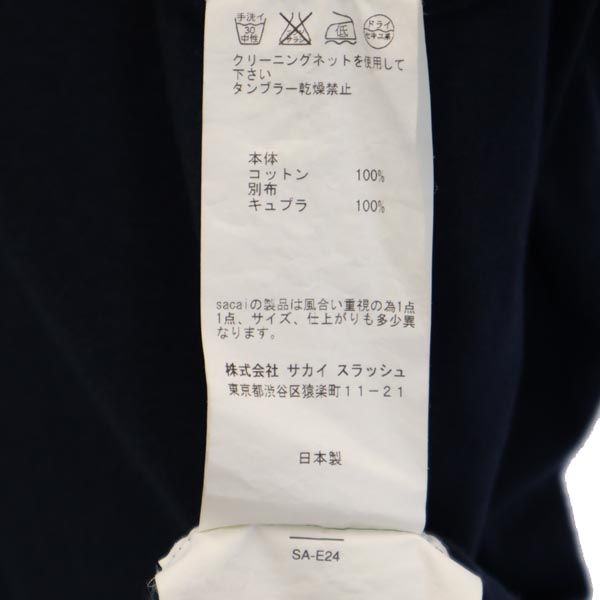 手洗イ
30
中性
エンソ
サラシ
低
ドライ
セキユ系
クリーニングネットを使用して
下さい
タンブラー乾燥禁止
本体
コットン 100%
別布
キュプラ 100%
sacaiの製品は風合い重視の為1点
1点、サイズ、仕上がりも多少異
なります。
株式会社 サカイ スラッシュ
東京都渋谷区猿楽町11−21
日本製
SA-E24